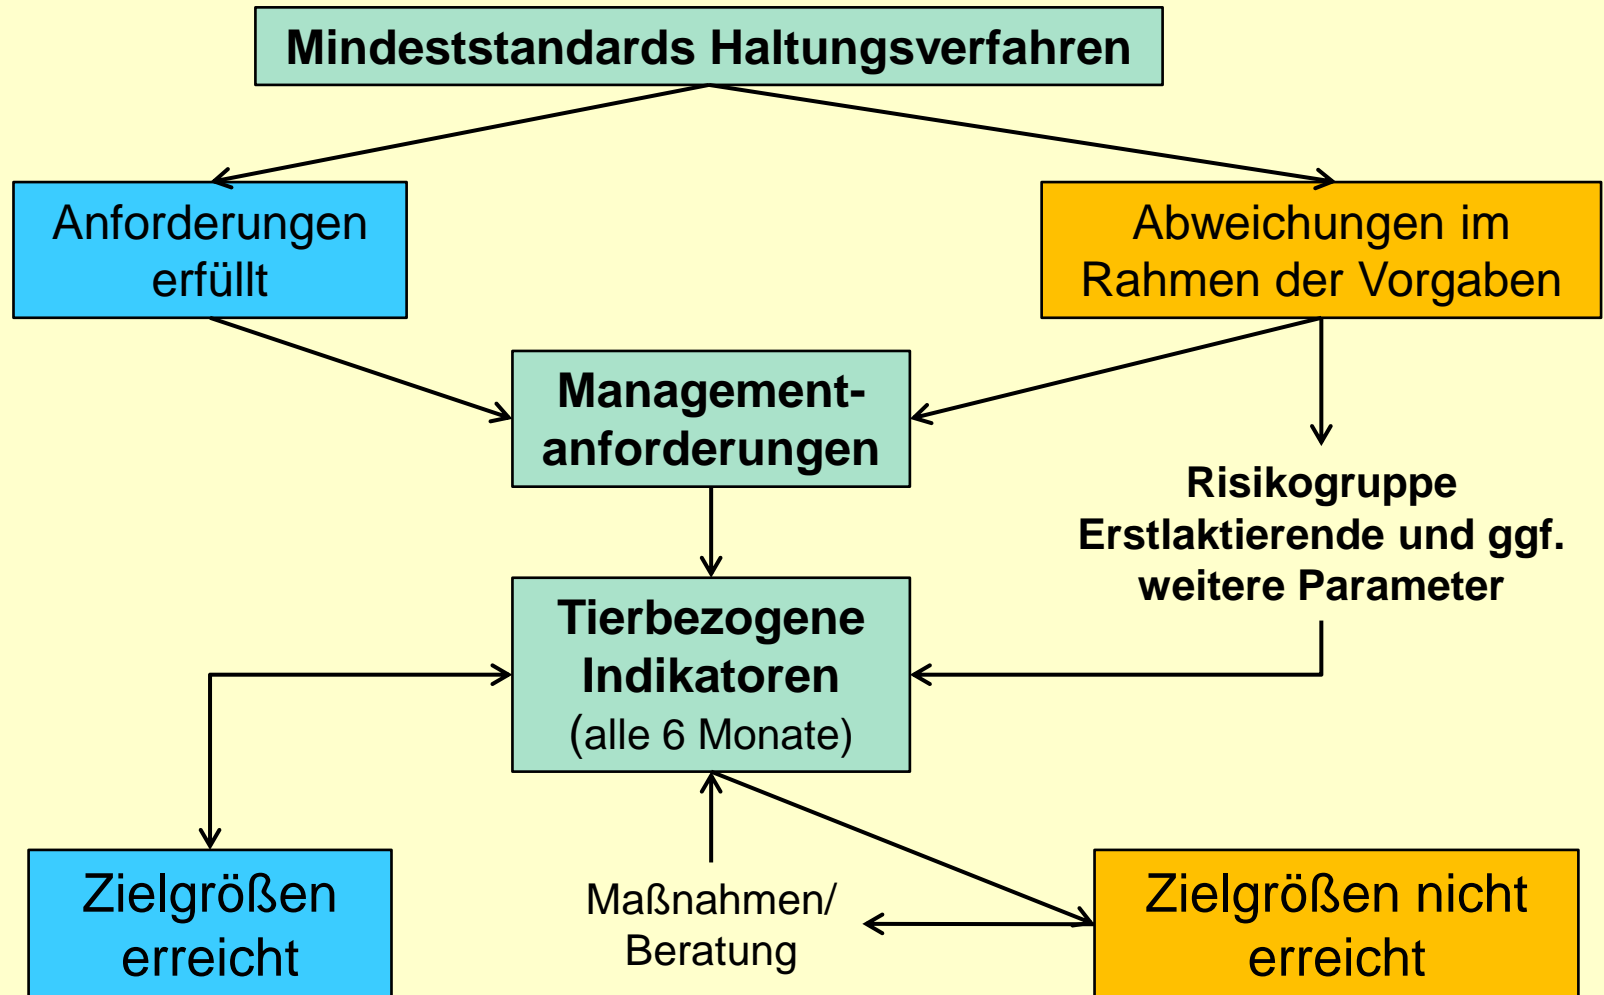 Mindeststandards Haltungsverfahren
Anforderungen
erfüllt
Abweichungen im
Rahmen der Vorgaben
Management-
anforderungen
Risikogruppe
Erstlaktierende und ggf.
weitere Parameter
Tierbezogene
Indikatoren
(alle 6 Monate)
Zielgrößen
erreicht
Maßnahmen/
Beratung
Zielgrößen nicht
erreicht